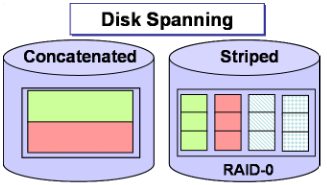 Disk Spanning
Concatenated
Striped
RAID-0